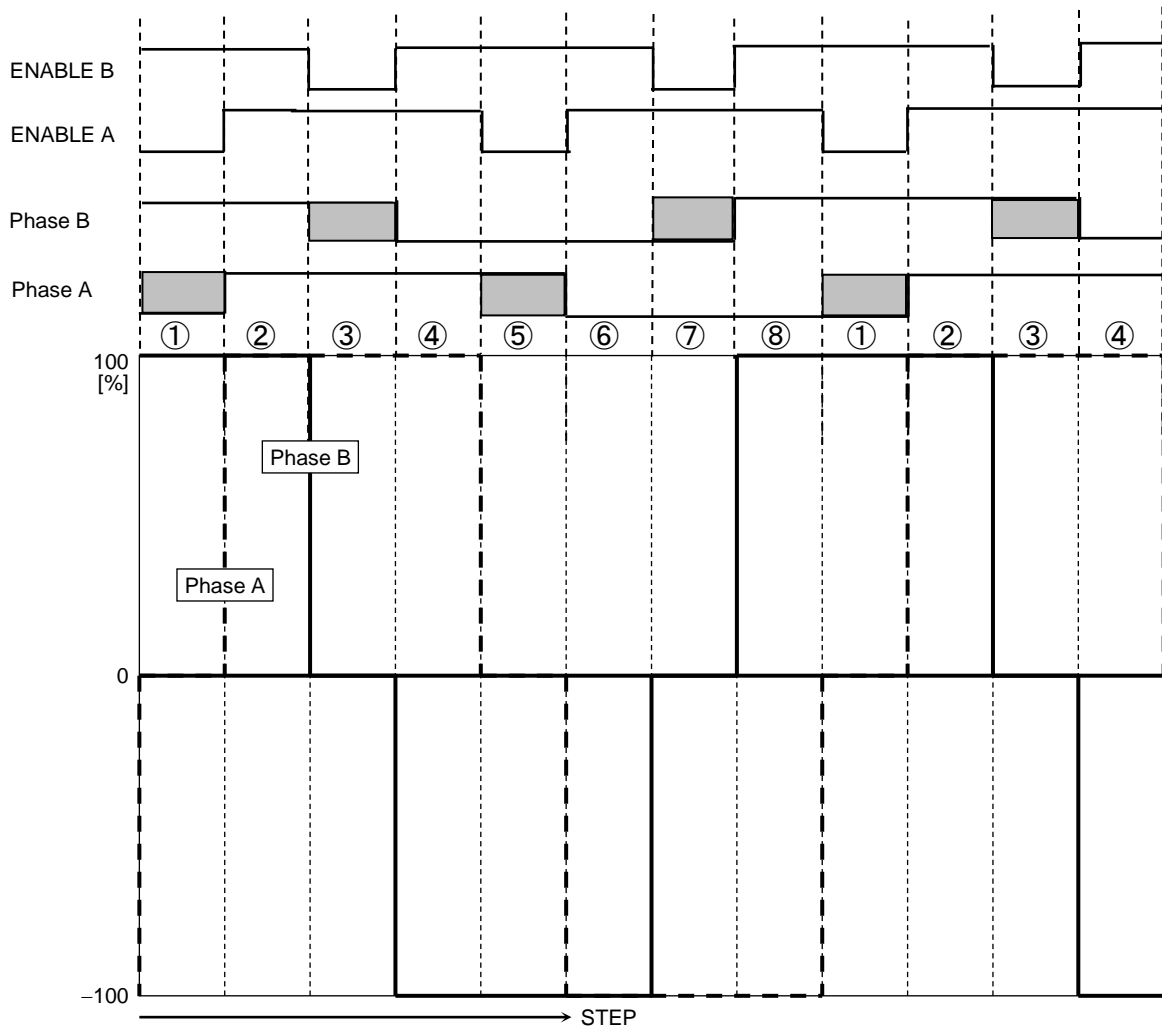 ENABLE B
ENABLE A
Phase B
Phase A
① ② ③ ④ ⑤ ⑥ ⑦ ⑧ ① ② ③ ④
100
[%]
Phase B
Phase A
0
−100
STEP